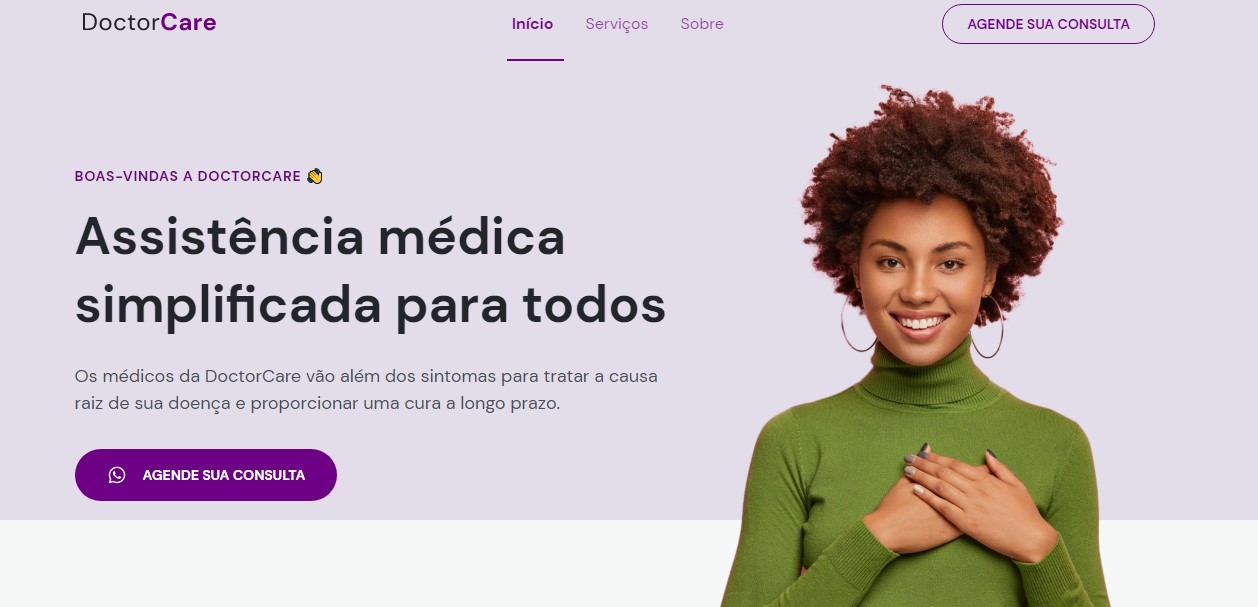 DoctorCare
Início
Serviços
Sobre
AGENDE SUA CONSULTA
BOAS-VINDAS A DOCTORCARE 👋
Assistência médica
simplificada para todos
Os médicos da DoctorCare vão além dos sintomas para tratar a causa
raiz de sua doença e proporcionar uma cura a longo prazo.
AGENDE SUA CONSULTA